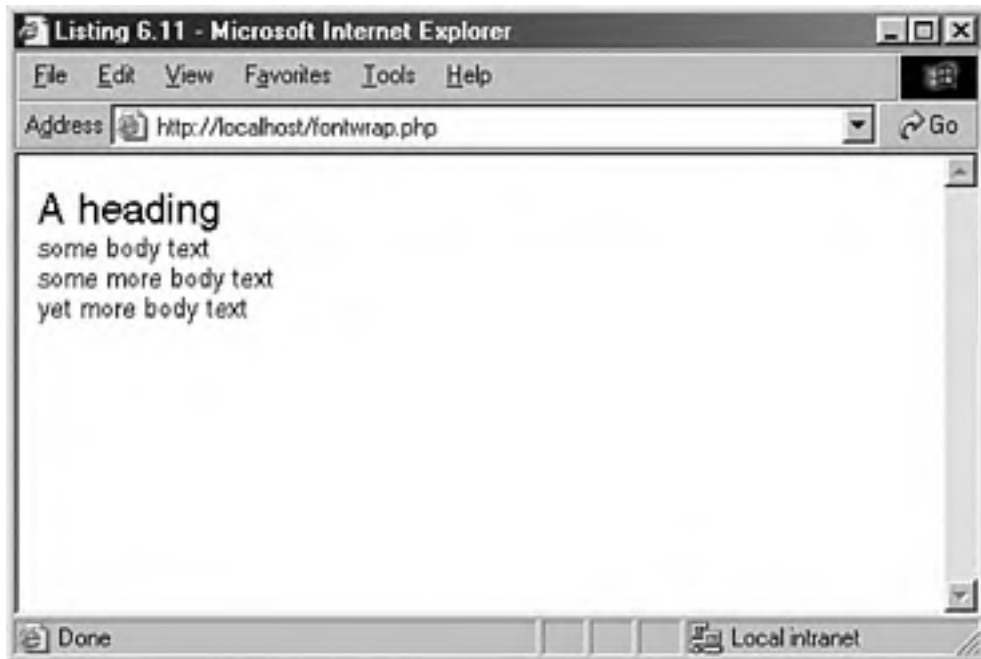 Listing 6.11 - Microsoft Internet Explorer
File Edit View Favorites Tools Help
Address http://localhost/fontwrap.php Go
A heading
some body text
some more body text
yet more body text
Done Local intranet